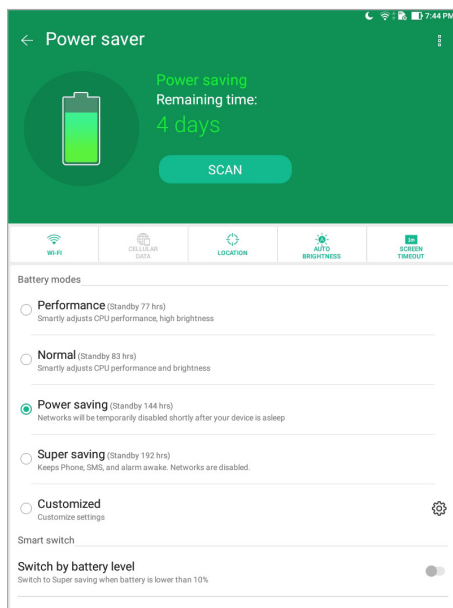 7:44 PM
Power saver
Power saving
Remaining time:
4 days
SCAN
WI-FI
CELLULAR
DATA
LOCATION
AUTO
BRIGHTNESS
1m
SCREEN
TIMEOUT
Battery modes
Performance (Standby 77 hrs)
Smartly adjusts CPU performance, high brightness
Normal (Standby 83 hrs)
Smartly adjusts CPU performance and brightness
Power saving (Standby 144 hrs)
Networks will be temporarily disabled shortly after your device is asleep
Super saving (Standby 192 hrs)
Keeps Phone, SMS, and alarm awake. Networks are disabled.
Customized
Customize settings
Smart switch
Switch by battery level
Switch to Super saving when battery is lower than 10%